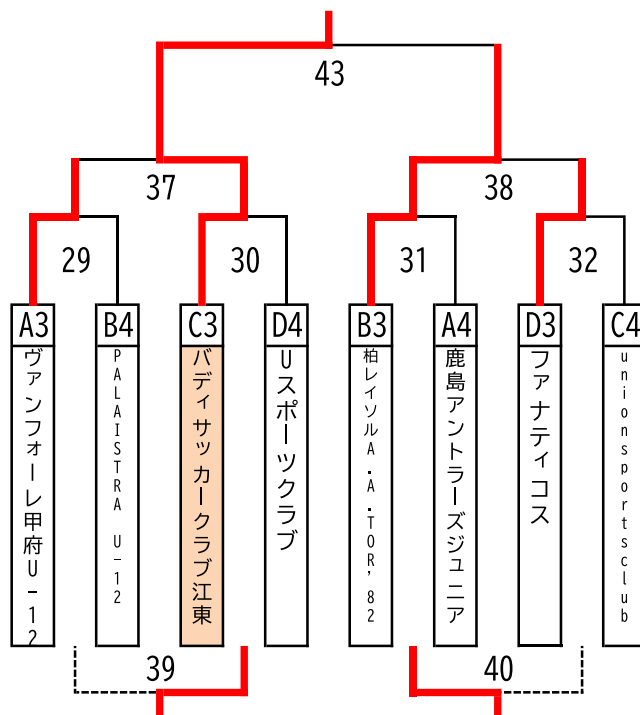 43
37
38
29
30
31
32
A3
B4
C3
D4
B3
A4
D3
C4
ヴァンフォーレ甲府U-12
PALAISTRA U-12
バディサッカークラブ江東
Uスポーツクラブ
柏レイソルA.A.TOR'82
鹿島アントラーズジュニア
ファナティコス
unionsportsclub
39
40